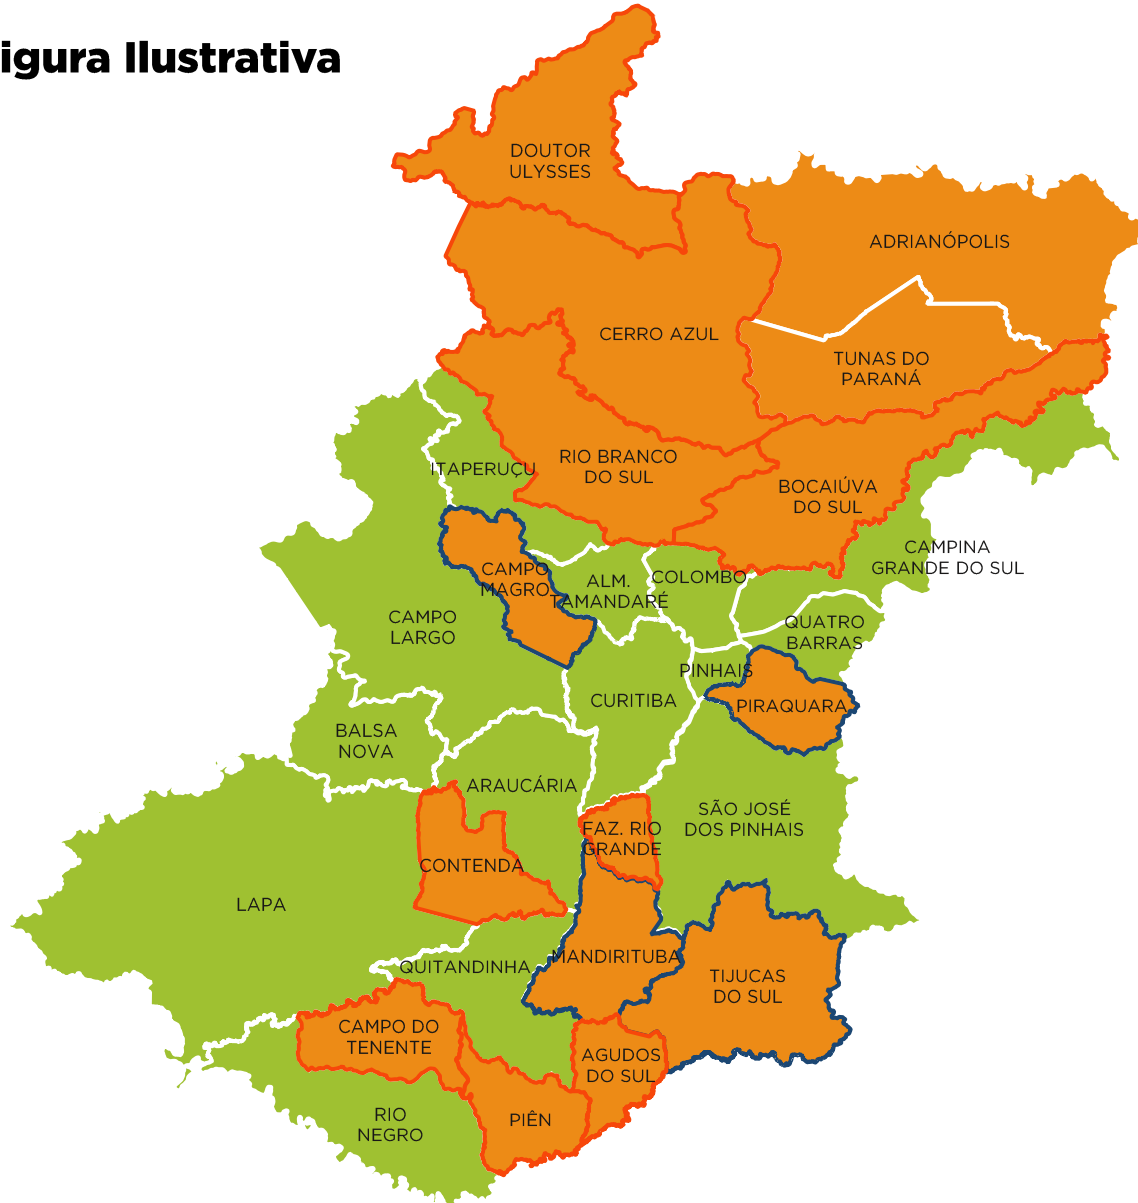 igura Ilustrativa
DOUTOR
ULYSSES
ADRIANÓPOLIS
CERRO AZUL
TUNAS DO
PARANÁ
ITAPERUÇU
RIO BRANCO
DO SUL
BOCAIÚVA
DO SUL
CAMPINA
GRANDE DO SUL
CAMPO
MAGRO
ALM.
TAMANDARÉ
COLOMBO
CAMPO
LARGO
QUATRO
BARRAS
PINHAIS
CURITIBA
PIRAQUARA
BALSA
NOVA
ARAUCÁRIA
SÃO JOSÉ
DOS PINHAIS
FAZ. RIO
GRANDE
CONTENDA
LAPA
QUITANDINHA
MANDIRITUBA
TIJUCAS
DO SUL
CAMPO DO
TENENTE
AGUDOS
DO SUL
RIO
NEGRO
PIÊN